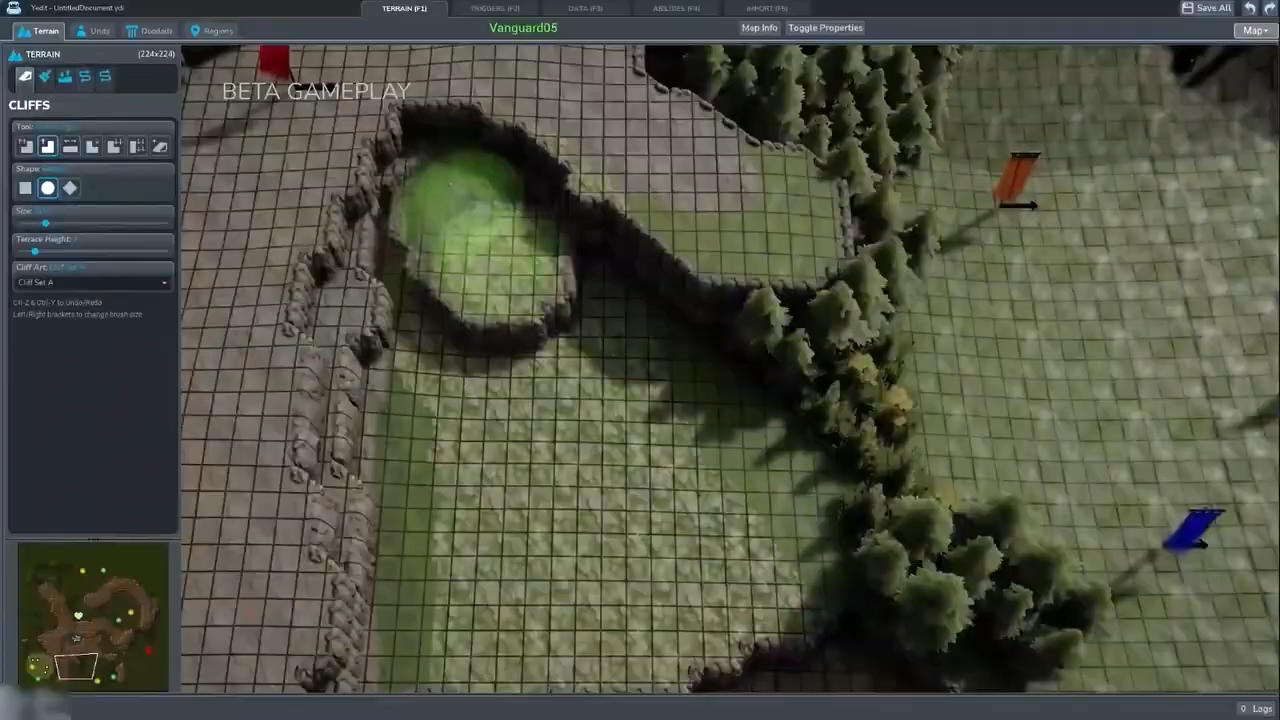 Yedit - UntitledDocument.ydi
TERRAIN (F1)
TRIGGERS (F2)
DATA (F3)
ABILITIES (F4)
IMPORT (F5)
Save All
Terrain
Units
Doodads
Regions
Vanguard05
Map Info
Toggle Properties
Map
TERRAIN
(224x224)
BETA GAMEPLAY
CLIFFS
Tool:
Shape:
Size:
Terrace Height:
Cliff Art:
Cliff Set A
Ctrl-Z & Ctrl-Y to Undo/Redo
Left/Right brackets to change brush size
0 Logs